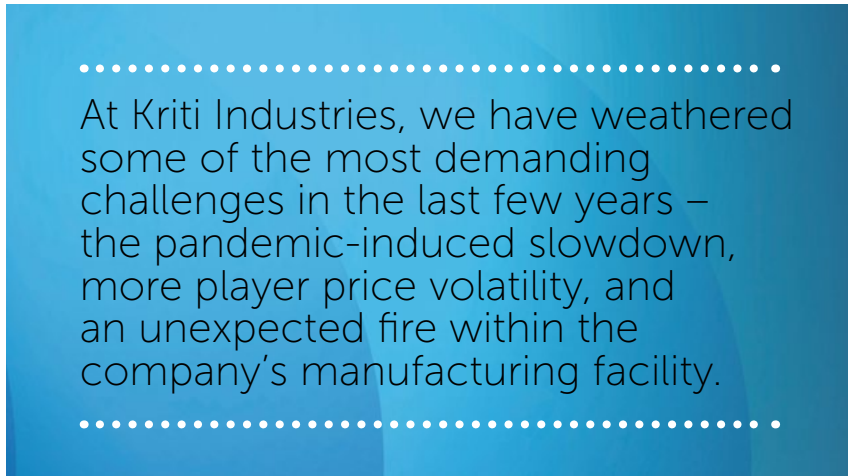 At Kriti Industries, we have weathered
some of the most demanding
challenges in the last few years –
the pandemic-induced slowdown,
more player price volatility, and
an unexpected fire within the
company’s manufacturing facility.